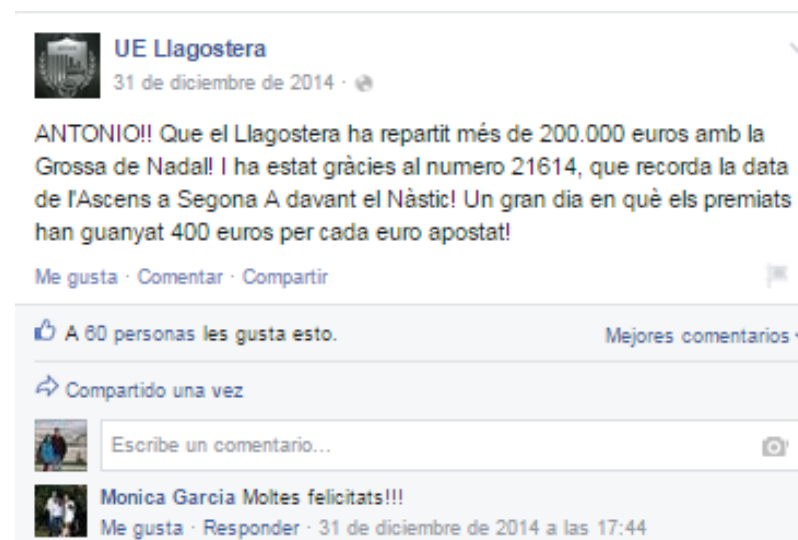 UE Llagostera
31 de diciembre de 2014 ·
ANTONIO!! Que el Llagostera ha repartit més de 200.000 euros amb la
Grossa de Nadal! I ha estat gràcies al numero 21614, que recorda la data
de l'Ascens a Segona A davant el Nàstic! Un gran dia en què els premiats
han guanyat 400 euros per cada euro apostat!
Me gusta · Comentar · Compartir
A 60 personas les gusta esto.
Mejores comentarios
Compartido una vez
Escribe un comentario...
Monica Garcia Moltes felicitats!!!
Me gusta · Responder · 31 de diciembre de 2014 a las 17:44